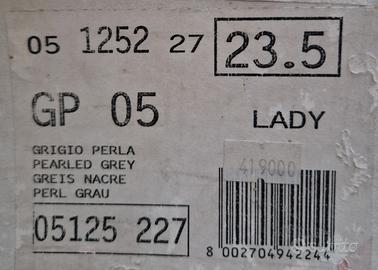 05 1252 27 23.5
GP 05 LADY
GRIGIO PERLA
PEARLED GREY
GREIS NACRE
PERL GRAU
419000
05125 227
8 002704 942244